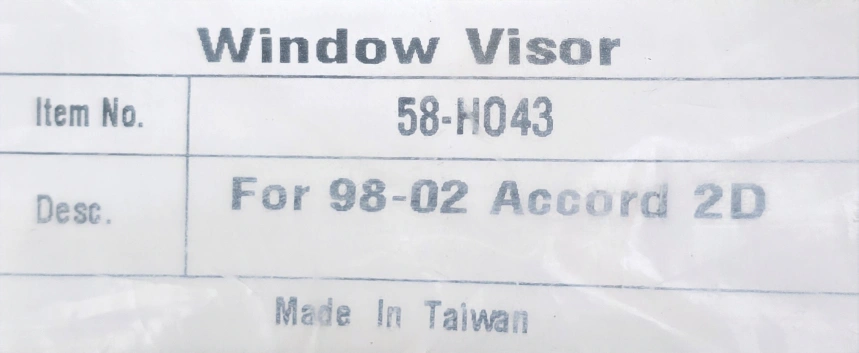 Window Visor
Item No. 58-H043
Desc. For 98-02 Accord 2D
Made In Taiwan